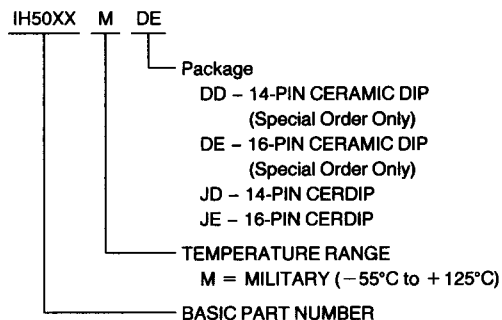 IH50XX M DE
Package
DD – 14-PIN CERAMIC DIP
(Special Order Only)
DE – 16-PIN CERAMIC DIP
(Special Order Only)
JD – 14-PIN CERDIP
JE – 16-PIN CERDIP
TEMPERATURE RANGE
M = MILITARY (−55°C to +125°C)
BASIC PART NUMBER